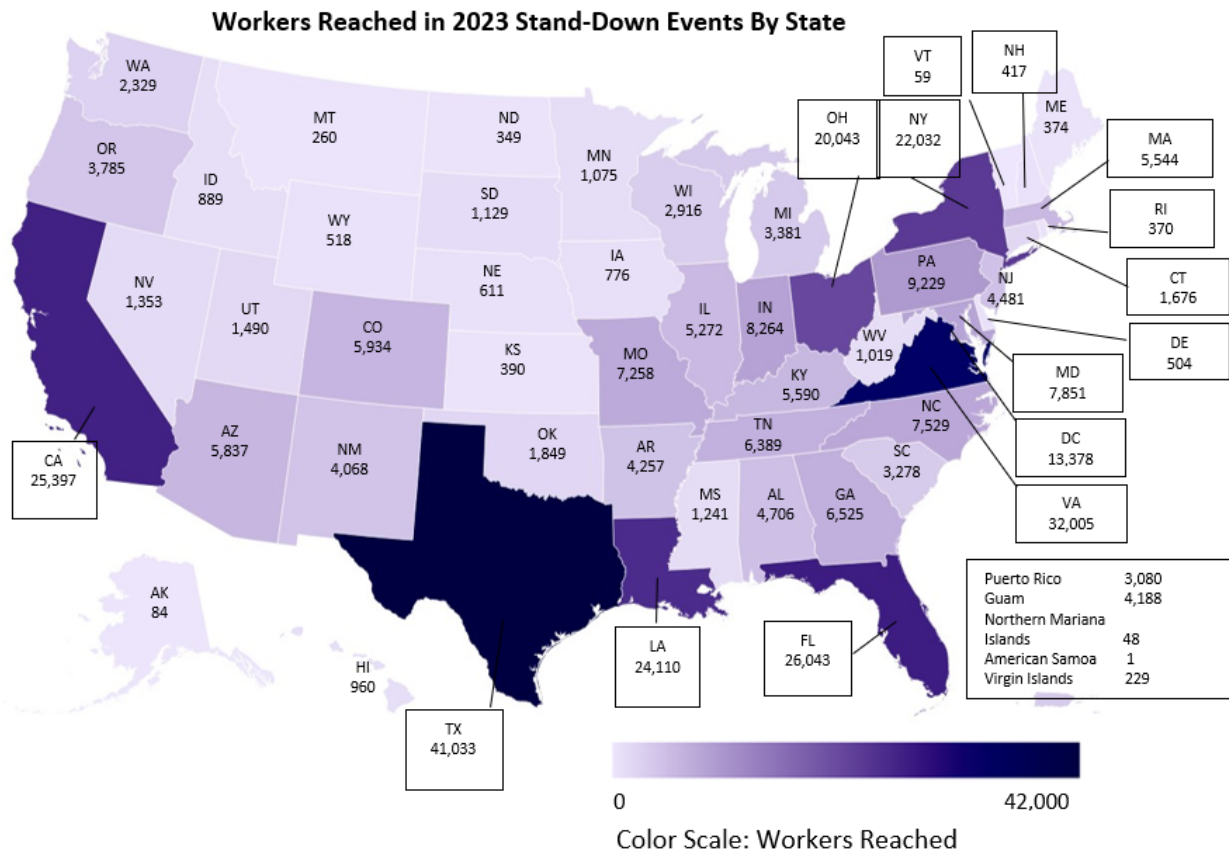 Workers Reached in 2023 Stand-Down Events By State
WA
2,329
OR
3,785
CA
25,397
ID
889
NV
1,353
MT
260
WY
518
UT
1,490
AZ
5,837
CO
5,934
NM
4,068
ND
349
SD
1,129
NE
611
KS
390
OK
1,849
TX
41,033
MN
1,075
IA
776
MO
7,258
AR
4,257
LA
24,110
WI
2,916
IL
5,272
MI
3,381
IN
8,264
OH
20,043
KY
5,590
TN
6,389
MS
1,241
AL
4,706
GA
6,525
FL
26,043
SC
3,278
NC
7,529
WV
1,019
PA
9,229
NY
22,032
NJ
4,481
VT
59
NH
417
ME
374
MA
5,544
RI
370
CT
1,676
DE
504
MD
7,851
DC
13,378
VA
32,005
AK
84
HI
960
Puerto Rico 3,080
Guam 4,188
Northern Mariana
Islands 48
American Samoa 1
Virgin Islands 229
0 42,000
Color Scale: Workers Reached